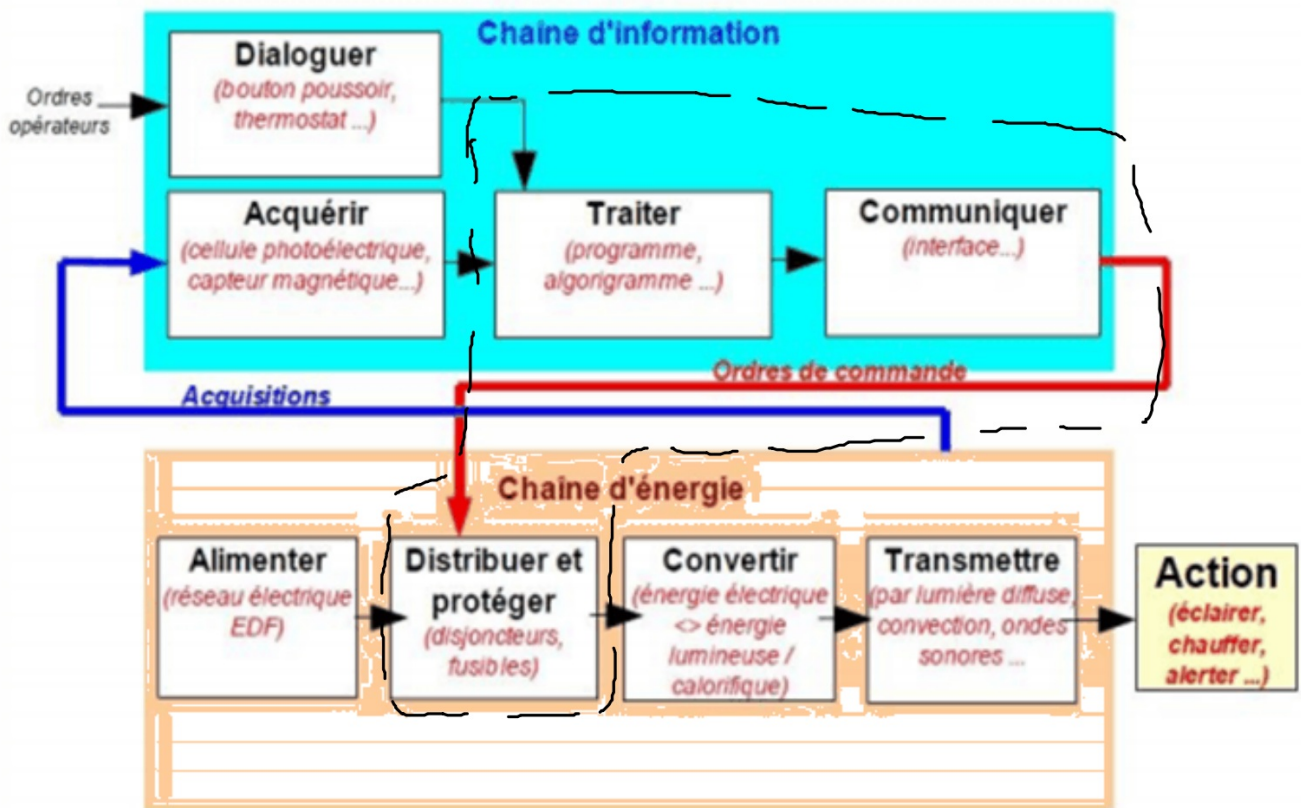 Chaîne d'information
Dialoguer
(bouton poussoir,
thermostat ...)
Ordres
opérateurs
Acquérir
(cellule photoélectrique,
capteur magnétique...)
Traiter
(programme,
algorigramme ...)
Communiquer
(interface...)
Ordres de commande
Acquisitions
Chaîne d'énergie
Alimenter
(réseau électrique
EDF)
Distribuer et
protéger
(disjoncteurs,
fusibles)
Convertir
(énergie électrique
<> énergie
lumineuse /
calorifique)
Transmettre
(par lumière diffuse,
convection, ondes
sonores ...
Action
(éclairer,
chauffer,
alerter ...)